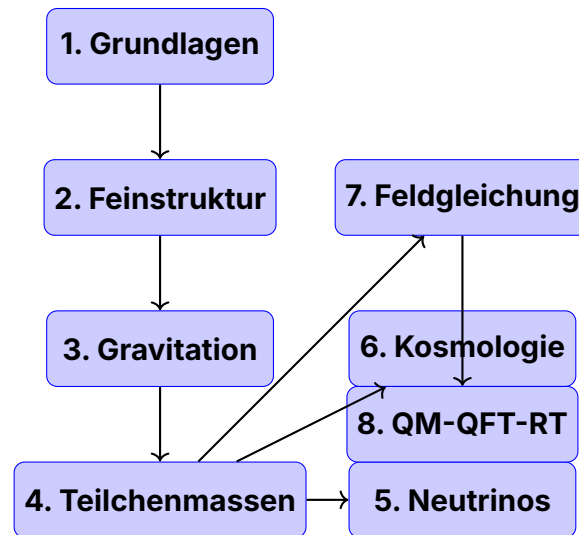 1. Grundlagen
2. Feinstruktur
7. Feldgleichung
3. Gravitation
6. Kosmologie
8. QM-QFT-RT
4. Teilchenmassen
5. Neutrinos